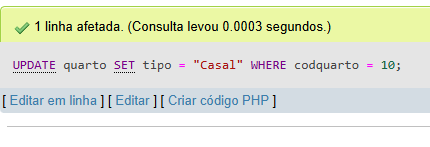 1 linha afetada. (Consulta levou 0.0003 segundos.)
UPDATE quarto SET tipo = "Casal" WHERE codquarto = 10;
[ Editar em linha ] [ Editar ] [ Criar código PHP ]